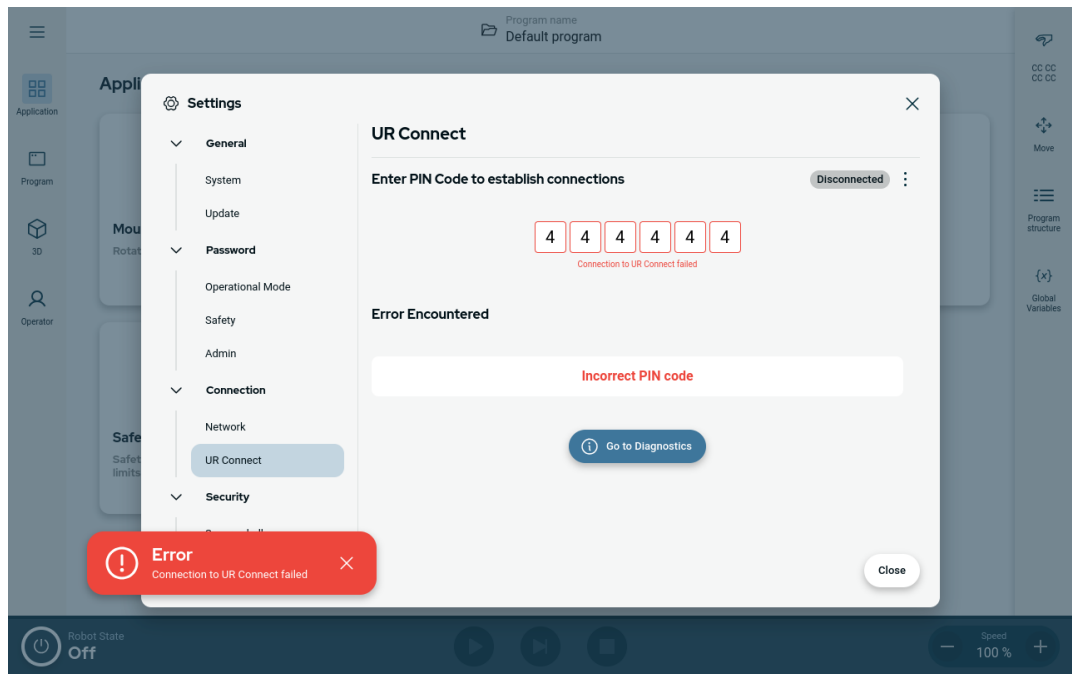 Program name
Default program
Application
Program
3D
Operator
Appli
Mou
Rotat
Safe
Safet
limits
Settings
General
System
Update
Password
Operational Mode
Safety
Admin
Connection
Network
UR Connect
Security
UR Connect
Enter PIN Code to establish connections
Disconnected
4 4 4 4 4 4
Connection to UR Connect failed
Error Encountered
Incorrect PIN code
Go to Diagnostics
Close
Error
Connection to UR Connect failed
CC CC
CC CC
Move
Program
structure
{x}
Global
Variables
Robot State
Off
Speed
100 %